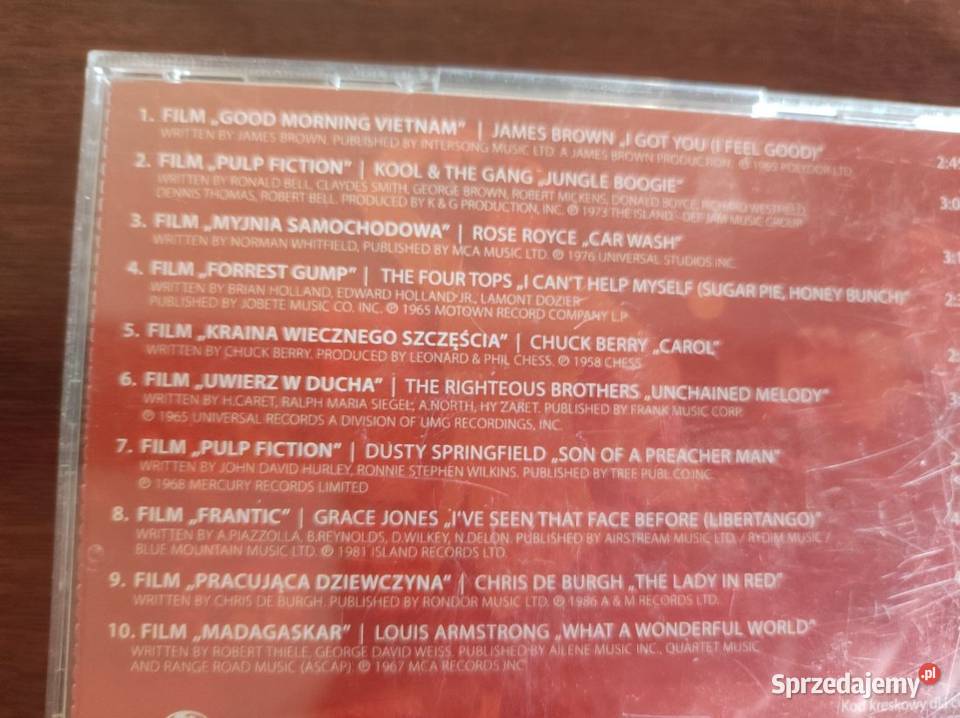 1. FILM „GOOD MORNING VIETNAM” | JAMES BROWN „I GOT YOU (I FEEL GOOD)”
WRITTEN BY JAMES BROWN. PUBLISHED BY INTERSONG MUSIC LTD. A JAMES BROWN PRODUCTION. ℗ 1965 POLYDOR LTD.
2:45
2. FILM „PULP FICTION” | KOOL & THE GANG „JUNGLE BOOGIE”
WRITTEN BY RONALD BELL, CLAYDES SMITH, GEORGE BROWN, ROBERT MICKENS, DONALD BOYCE, RICHARD WESTFIELD,
DENNIS THOMAS, ROBERT BELL. PRODUCED BY K & G PRODUCTION, INC. ℗ 1973 THE ISLAND - DEF JAM MUSIC GROUP
3:0
3. FILM „MYJNIA SAMOCHODOWA” | ROSE ROYCE „CAR WASH”
WRITTEN BY NORMAN WHITFIELD, PUBLISHED BY MCA MUSIC LTD. ℗ 1976 UNIVERSAL STUDIOS INC.
3:1
4. FILM „FORREST GUMP” | THE FOUR TOPS „I CAN'T HELP MYSELF (SUGAR PIE, HONEY BUNCH)”
WRITTEN BY BRIAN HOLLAND, EDWARD HOLLAND JR., LAMONT DOZIER
PUBLISHED BY JOBETE MUSIC CO. INC. ℗ 1965 MOTOWN RECORD COMPANY L.P.
5. FILM „KRAINA WIECZNEGO SZCZĘŚCIA” | CHUCK BERRY „CAROL”
WRITTEN BY CHUCK BERRY. PRODUCED BY LEONARD & PHIL CHESS. ℗ 1958 CHESS
6. FILM „UWIERZ W DUCHA” | THE RIGHTEOUS BROTHERS „UNCHAINED MELODY”
WRITTEN BY H.CARET, RALPH MARIA SIEGEL, A.NORTH, HY ZARET. PUBLISHED BY FRANK MUSIC CORP.
℗ 1965 UNIVERSAL RECORDS A DIVISION OF UMG RECORDINGS, INC.
7. FILM „PULP FICTION” | DUSTY SPRINGFIELD „SON OF A PREACHER MAN”
WRITTEN BY JOHN DAVID HURLEY, RONNIE STEPHEN WILKINS. PUBLISHED BY TREE PUBL.CO.INC.
℗ 1968 MERCURY RECORDS LIMITED
8. FILM „FRANTIC” | GRACE JONES „I'VE SEEN THAT FACE BEFORE (LIBERTANGO)”
WRITTEN BY A.PIAZZOLLA, B.REYNOLDS, D.WILKEY, N.DELON. PUBLISHED BY AIRSTREAM MUSIC LTD. / RYDIM MUSIC /
BLUE MOUNTAIN MUSIC LTD. ℗ 1981 ISLAND RECORDS LTD.
9. FILM „PRACUJĄCA DZIEWCZYNA” | CHRIS DE BURGH „THE LADY IN RED”
WRITTEN BY CHRIS DE BURGH. PUBLISHED BY RONDOR MUSIC LTD. ℗ 1986 A & M RECORDS LTD.
10. FILM „MADAGASKAR” | LOUIS ARMSTRONG „WHAT A WONDERFUL WORLD”
WRITTEN BY ROBERT THIELE, GEORGE DAVID WEISS. PUBLISHED BY AILENE MUSIC INC., QUARTET MUSIC
AND RANGE ROAD MUSIC (ASCAP). ℗ 1967 MCA RECORDS INC
Sprzedajemy.pl
Kod kreskowy dla